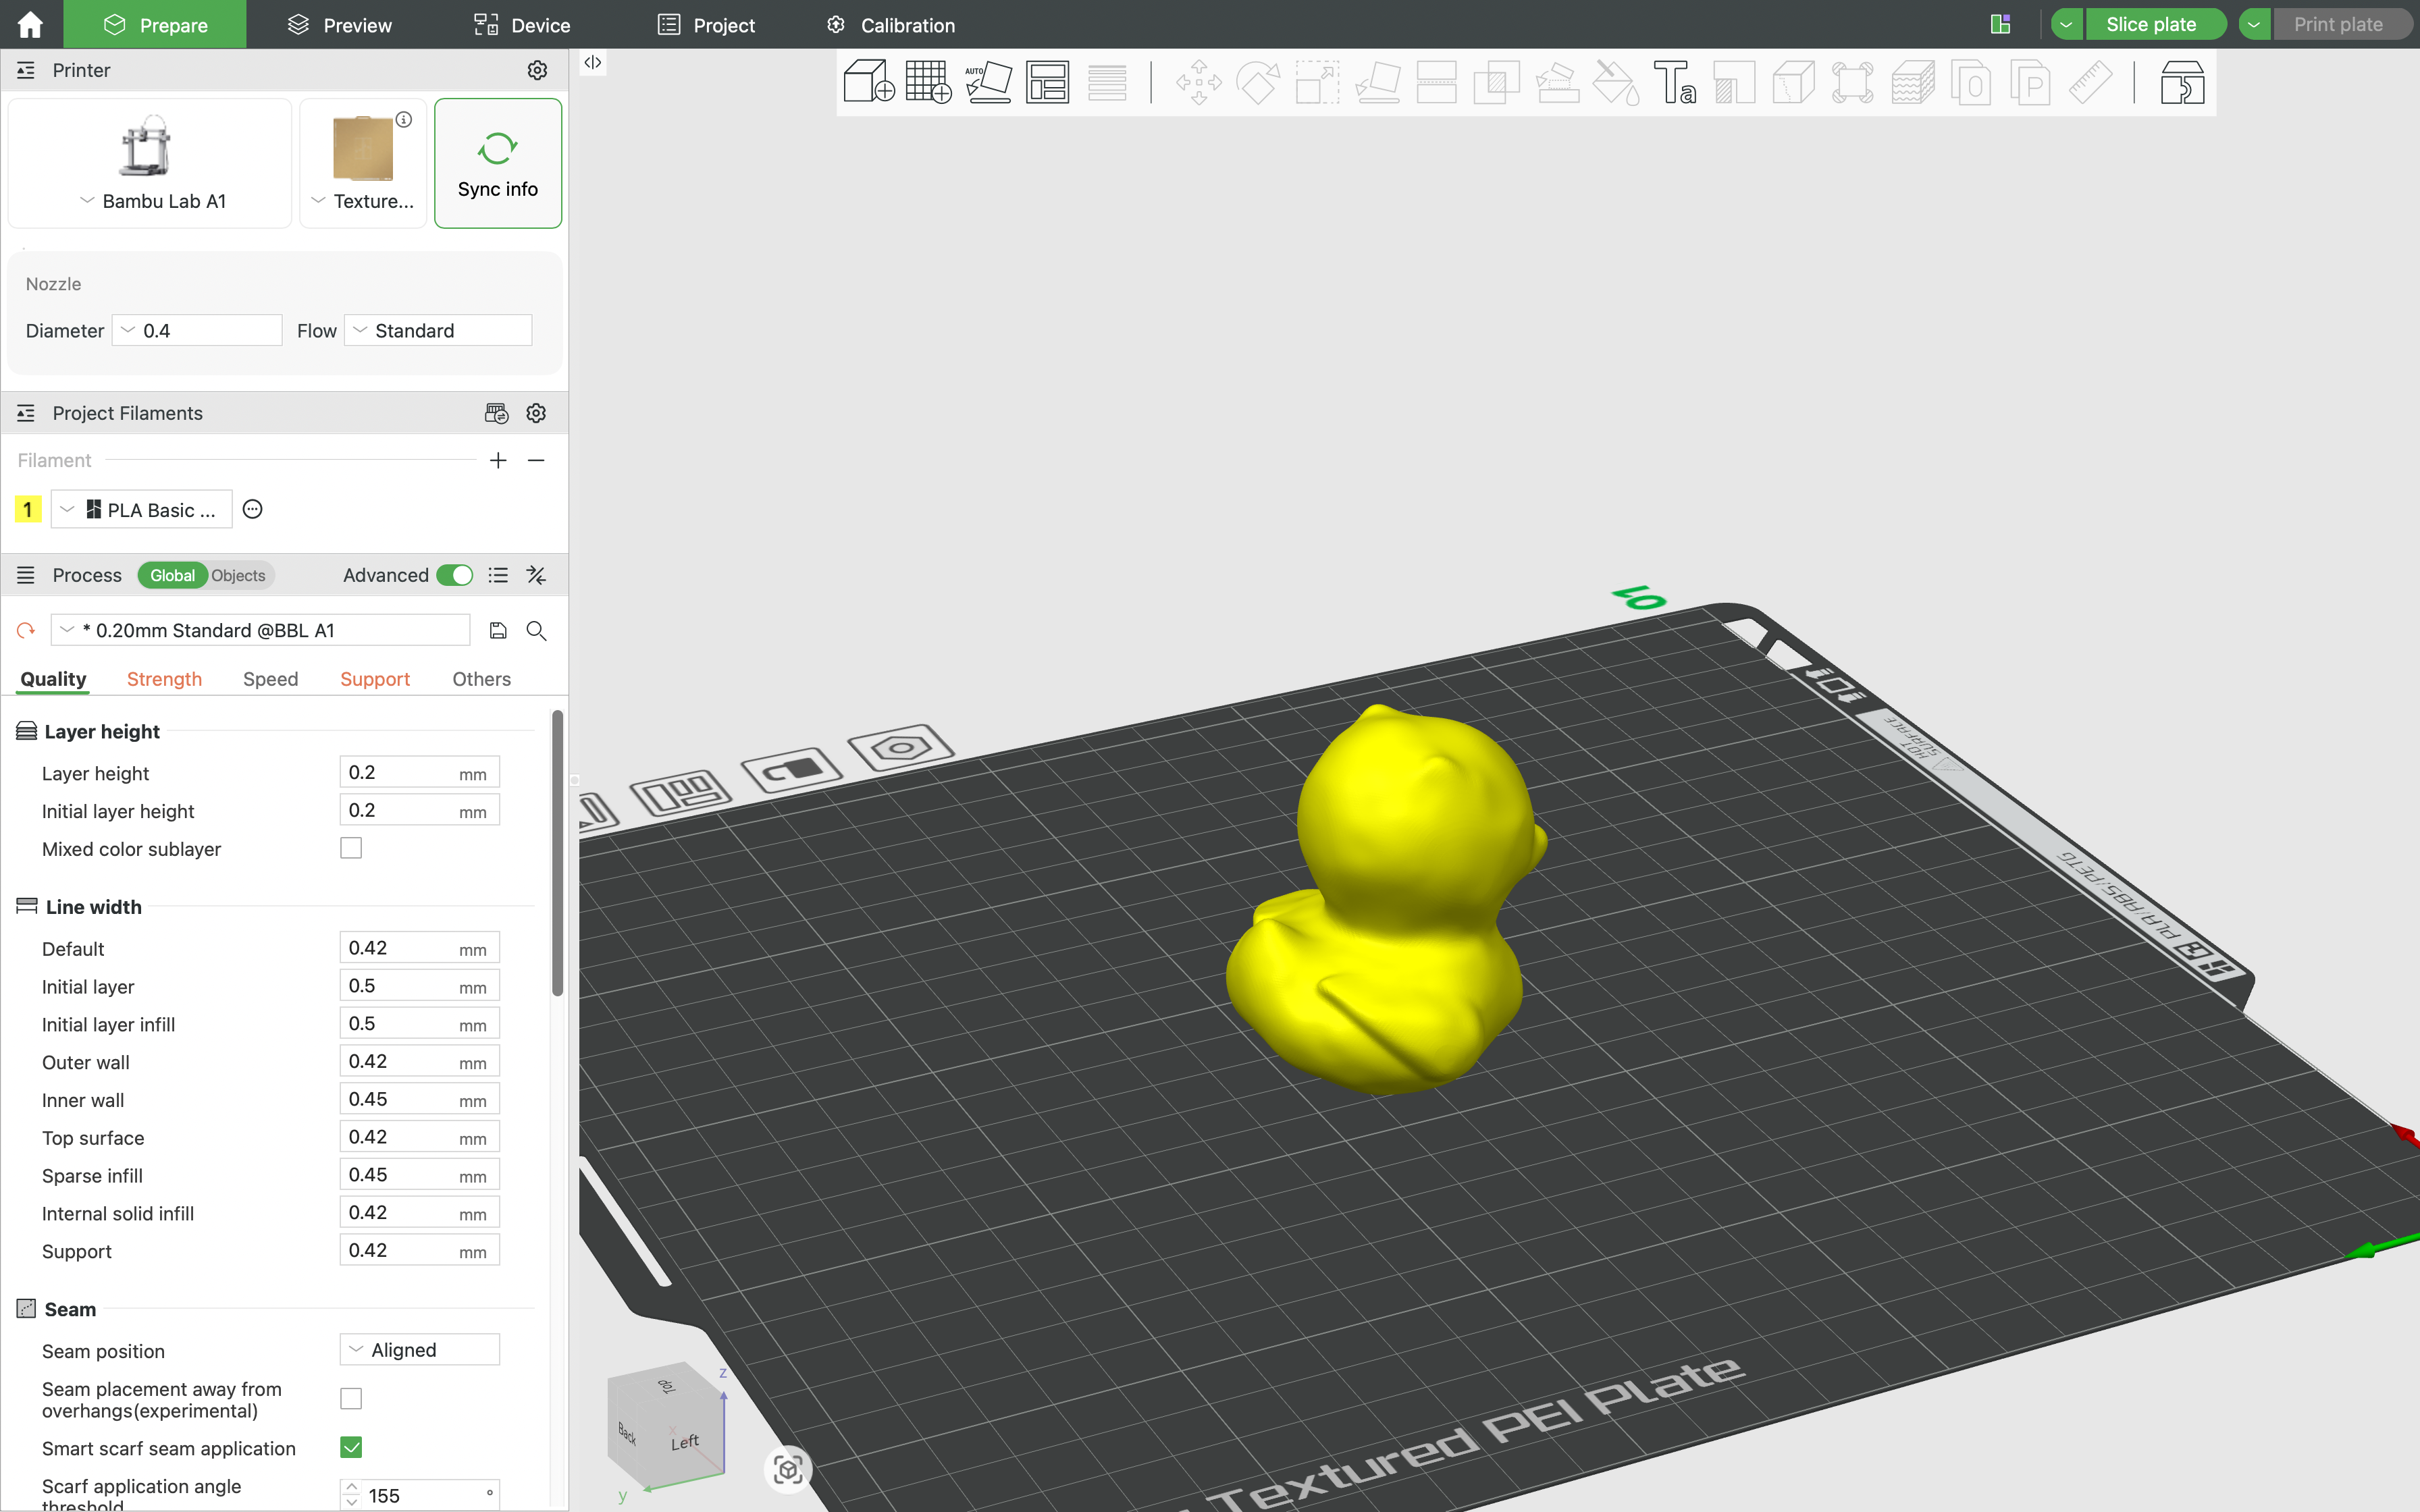 Prepare
Preview
Device
Project
Calibration
Slice plate
Print plate
Printer
Bambu Lab A1
Texture...
Sync info
Nozzle
Diameter 0.4 Flow Standard
Project Filaments
Filament
1 PLA Basic ...
Process Global Objects Advanced
* 0.20mm Standard @BBL A1
Quality Strength Speed Support Others
Layer height
Layer height 0.2 mm
Initial layer height 0.2 mm
Mixed color sublayer
Line width
Default 0.42 mm
Initial layer 0.5 mm
Initial layer infill 0.5 mm
Outer wall 0.42 mm
Inner wall 0.45 mm
Top surface 0.42 mm
Sparse infill 0.45 mm
Internal solid infill 0.42 mm
Support 0.42 mm
Seam
Seam position Aligned
Seam placement away from
overhangs(experimental)
Smart scarf seam application
Scarf application angle
threshold 155 °
AUTO
Ta
O
P
01
HOT
SURFACE
PLA/ABS/PETG
Textured PEI Plate
Top
Back
Left
x
y
z